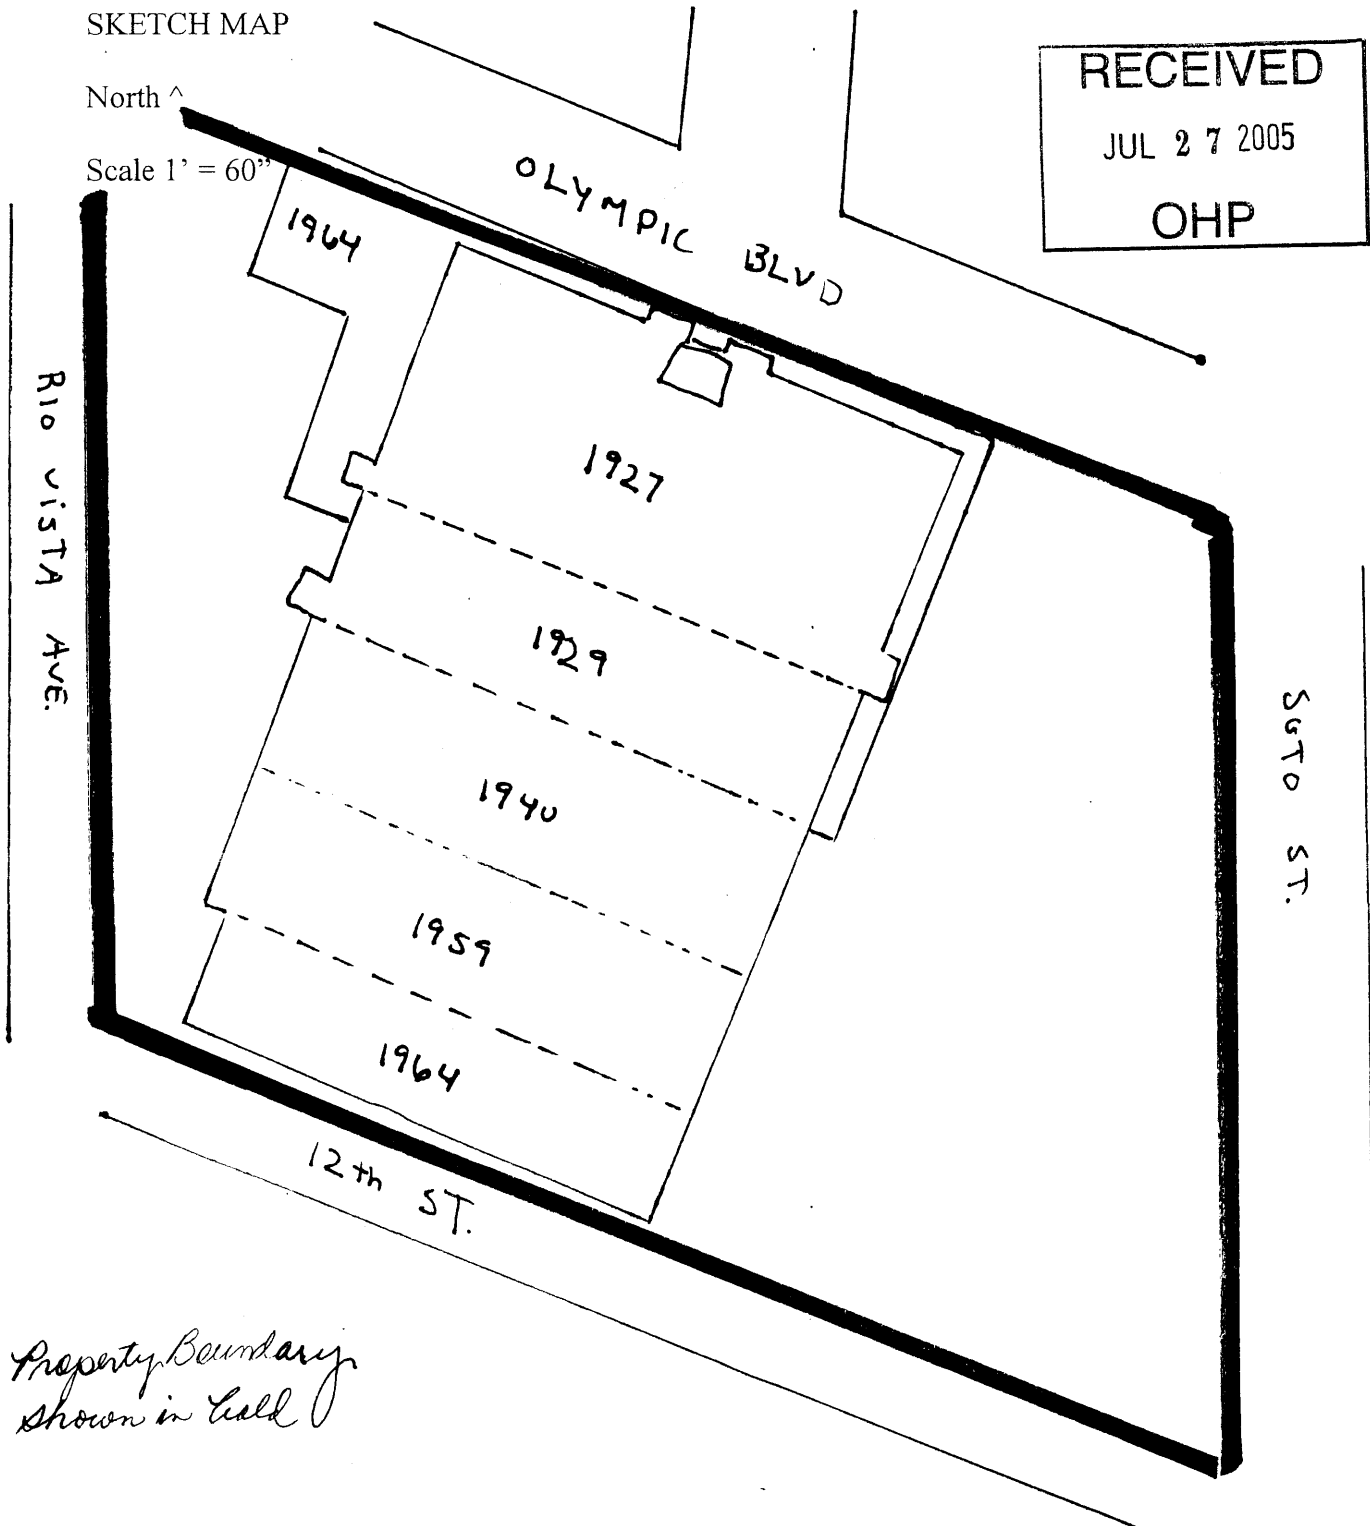 SKETCH MAP
North ^
Scale 1' = 60"
RECEIVED
JUL 27 2005
OHP
OLYMPIC BLVD
1964
1927
RIO VISTA AVE.
1929
SOTO ST.
1940
1959
1964
12th ST.
Property Boundary
shown in bold